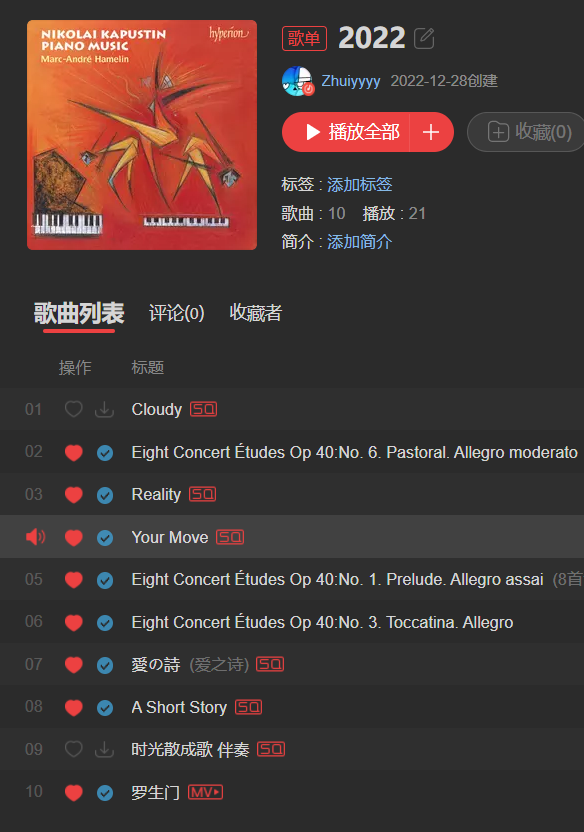 NIKOLAI KAPUSTIN
PIANO MUSIC
Marc-André Hamelin
hyperion
歌单 2022
Zhuiyyyy 2022-12-28创建
播放全部 + 收藏(0)
标签 : 添加标签
歌曲 : 10 播放 : 21
简介 : 添加简介
歌曲列表 评论(0) 收藏者
操作 标题
01 Cloudy SQ
02 Eight Concert Études Op 40:No. 6. Pastoral. Allegro moderato
03 Reality SQ
Your Move SQ
05 Eight Concert Études Op 40:No. 1. Prelude. Allegro assai (8首
06 Eight Concert Études Op 40:No. 3. Toccatina. Allegro
07 愛の詩 (爱之诗) SQ
08 A Short Story SQ
09 时光散成歌 伴奏 SQ
10 罗生门 MV